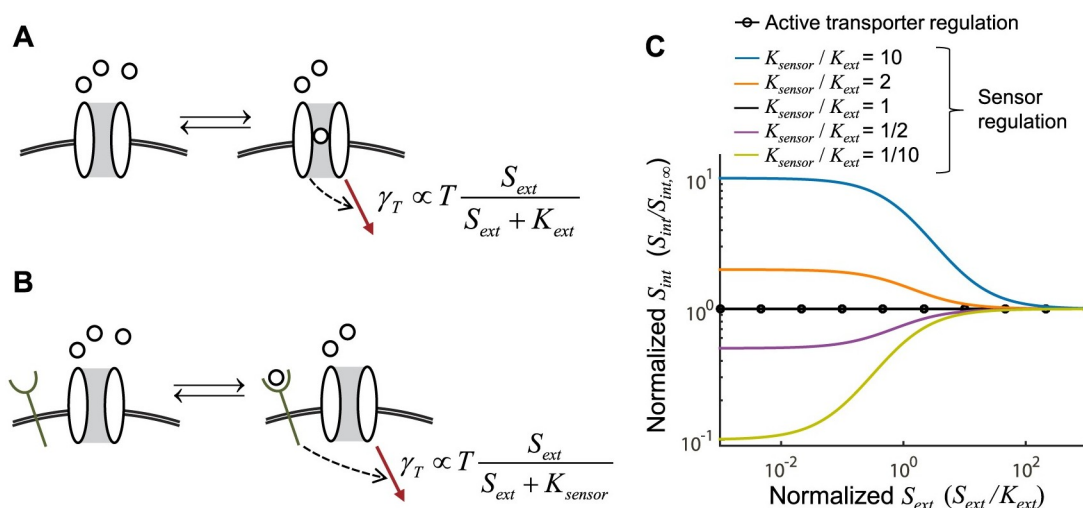 A
γ_T ∝ T S_ext / (S_ext + K_ext)
B
γ_T ∝ T S_ext / (S_ext + K_sensor)
C
Active transporter regulation
K_sensor / K_ext = 10
K_sensor / K_ext = 2
K_sensor / K_ext = 1
K_sensor / K_ext = 1/2
K_sensor / K_ext = 1/10
Sensor
regulation
Normalized S_int (S_int/S_int,∞)
10^1
10^0
10^-1
10^-2 10^0 10^2
Normalized S_ext (S_ext/K_ext)